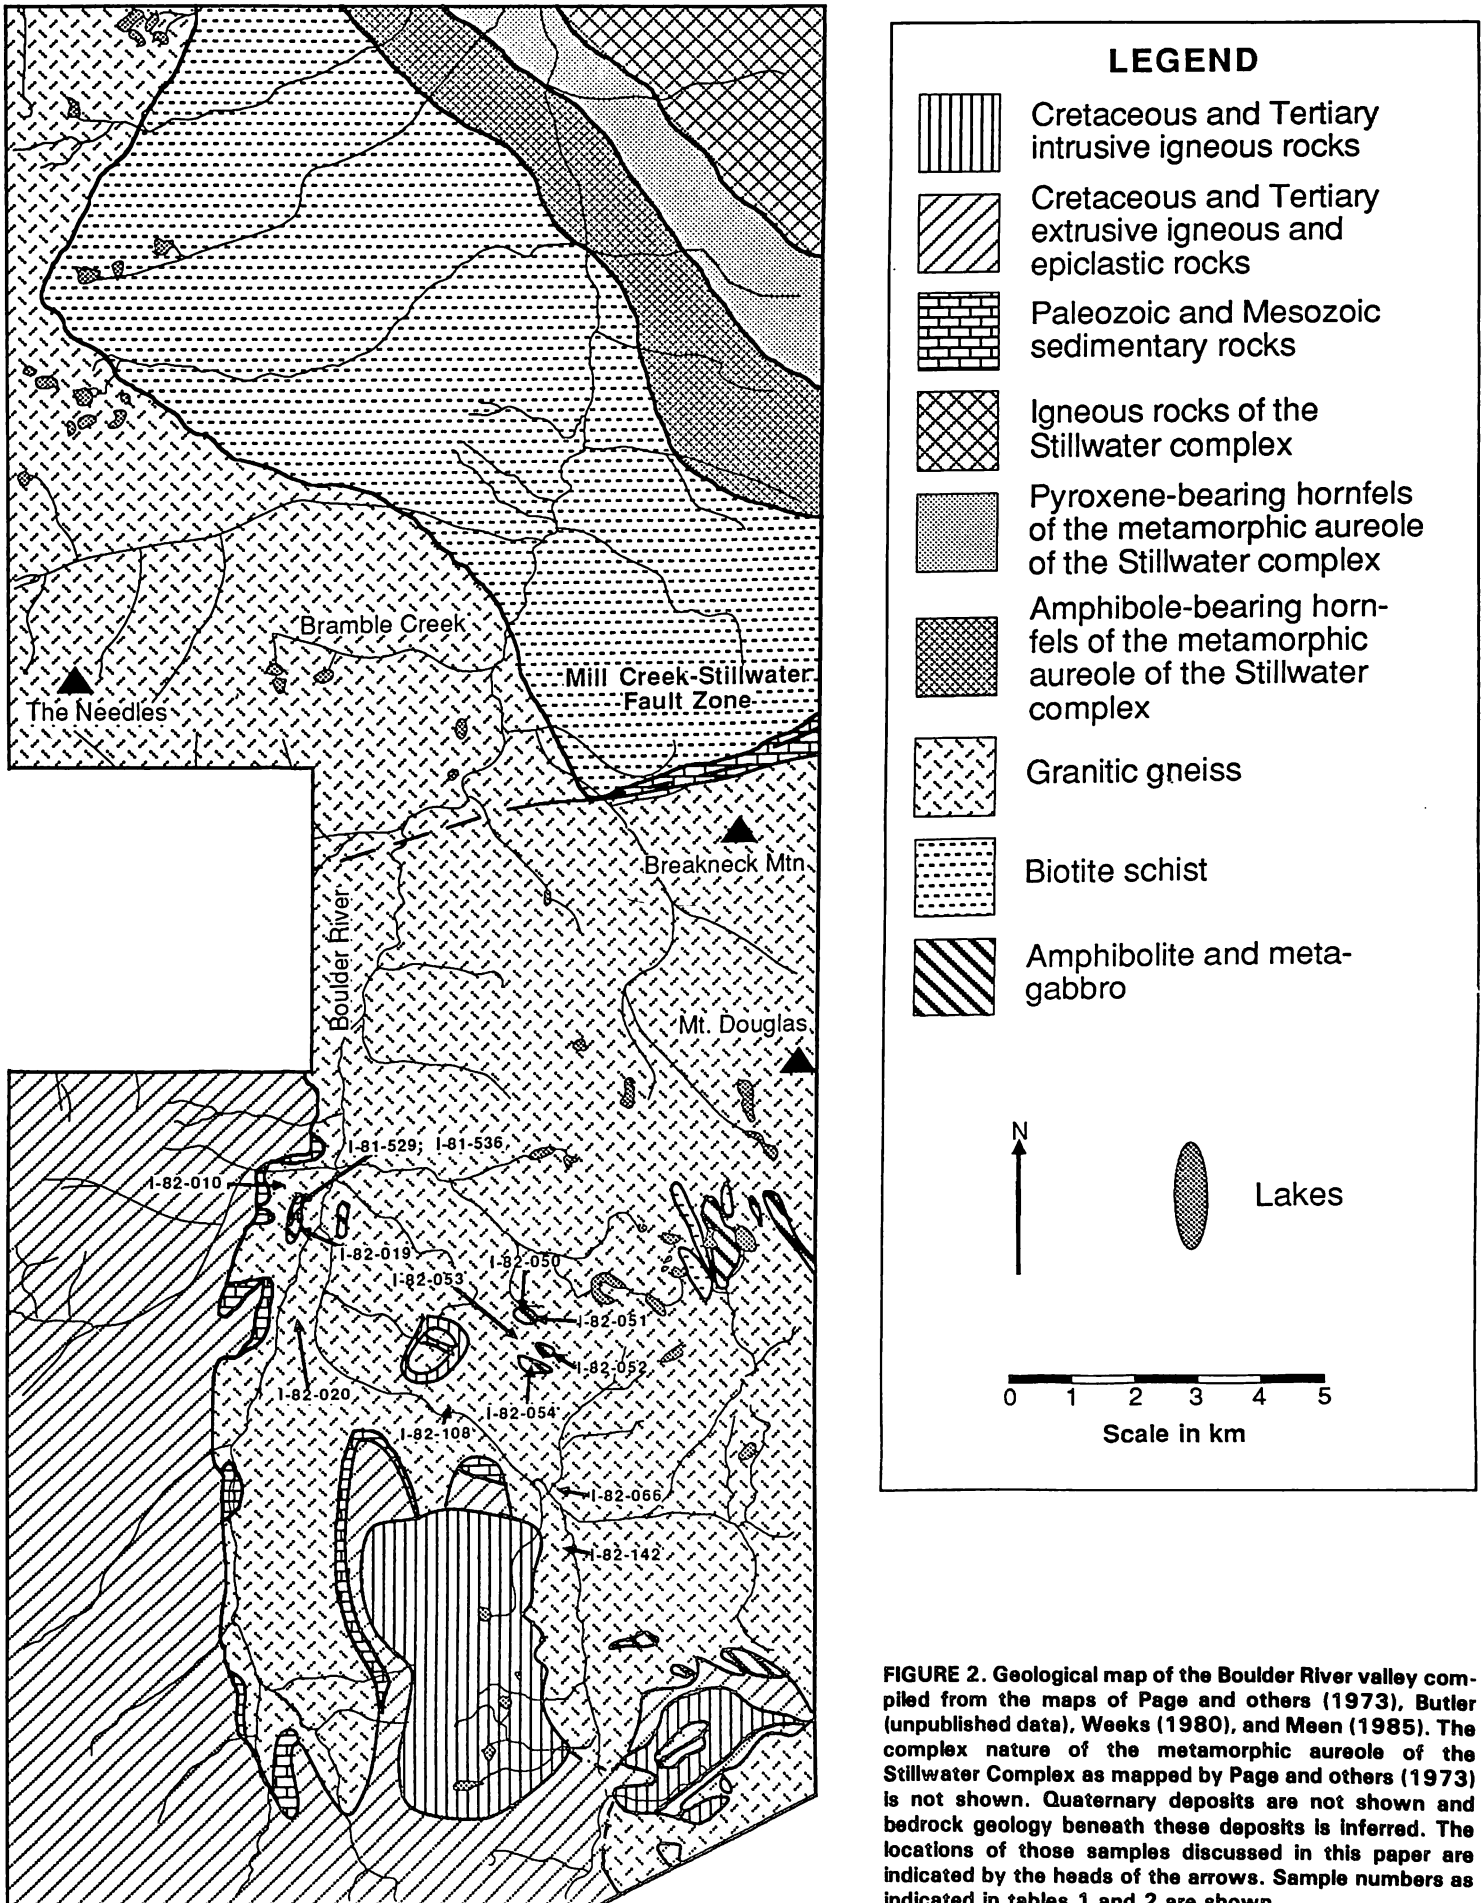 Bramble Creek
Mill Creek-Stillwater
Fault Zone
The Needles
Breakneck Mtn.
Boulder River
Mt. Douglas
I-81-529; I-81-536
I-82-010
I-82-019
I-82-050
I-82-053
I-82-051
I-82-052
I-82-020
I-82-054
I-82-108
I-82-066
I-82-142
LEGEND
Cretaceous and Tertiary
intrusive igneous rocks
Cretaceous and Tertiary
extrusive igneous and
epiclastic rocks
Paleozoic and Mesozoic
sedimentary rocks
Igneous rocks of the
Stillwater complex
Pyroxene-bearing hornfels
of the metamorphic aureole
of the Stillwater complex
Amphibole-bearing horn-
fels of the metamorphic
aureole of the Stillwater
complex
Granitic gneiss
Biotite schist
Amphibolite and meta-
gabbro
N
Lakes
0 1 2 3 4 5
Scale in km
FIGURE 2. Geological map of the Boulder River valley com-
piled from the maps of Page and others (1973), Butler
(unpublished data), Weeks (1980), and Meen (1985). The
complex nature of the metamorphic aureole of the
Stillwater Complex as mapped by Page and others (1973)
is not shown. Quaternary deposits are not shown and
bedrock geology beneath these deposits is inferred. The
locations of those samples discussed in this paper are
indicated by the heads of the arrows. Sample numbers as
indicated in tables 1 and 2 are shown.